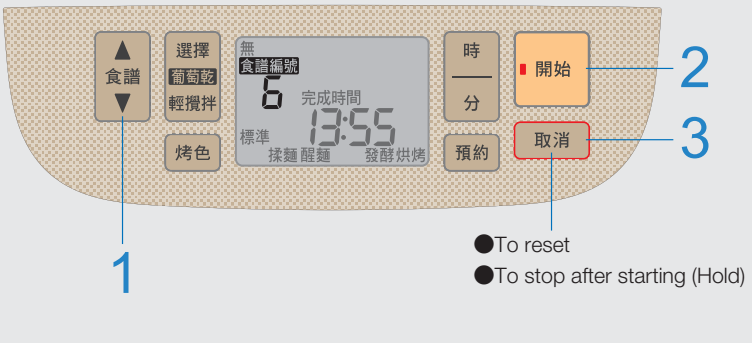 ▲
食譜
▼
選擇
葡萄乾
輕攪拌
烤色
無
食譜編號
6
完成時間
13:55
標準
揉麵 醒麵 發酵 烘烤
時
分
預約
開始
取消
1
2
3
●To reset
●To stop after starting (Hold)